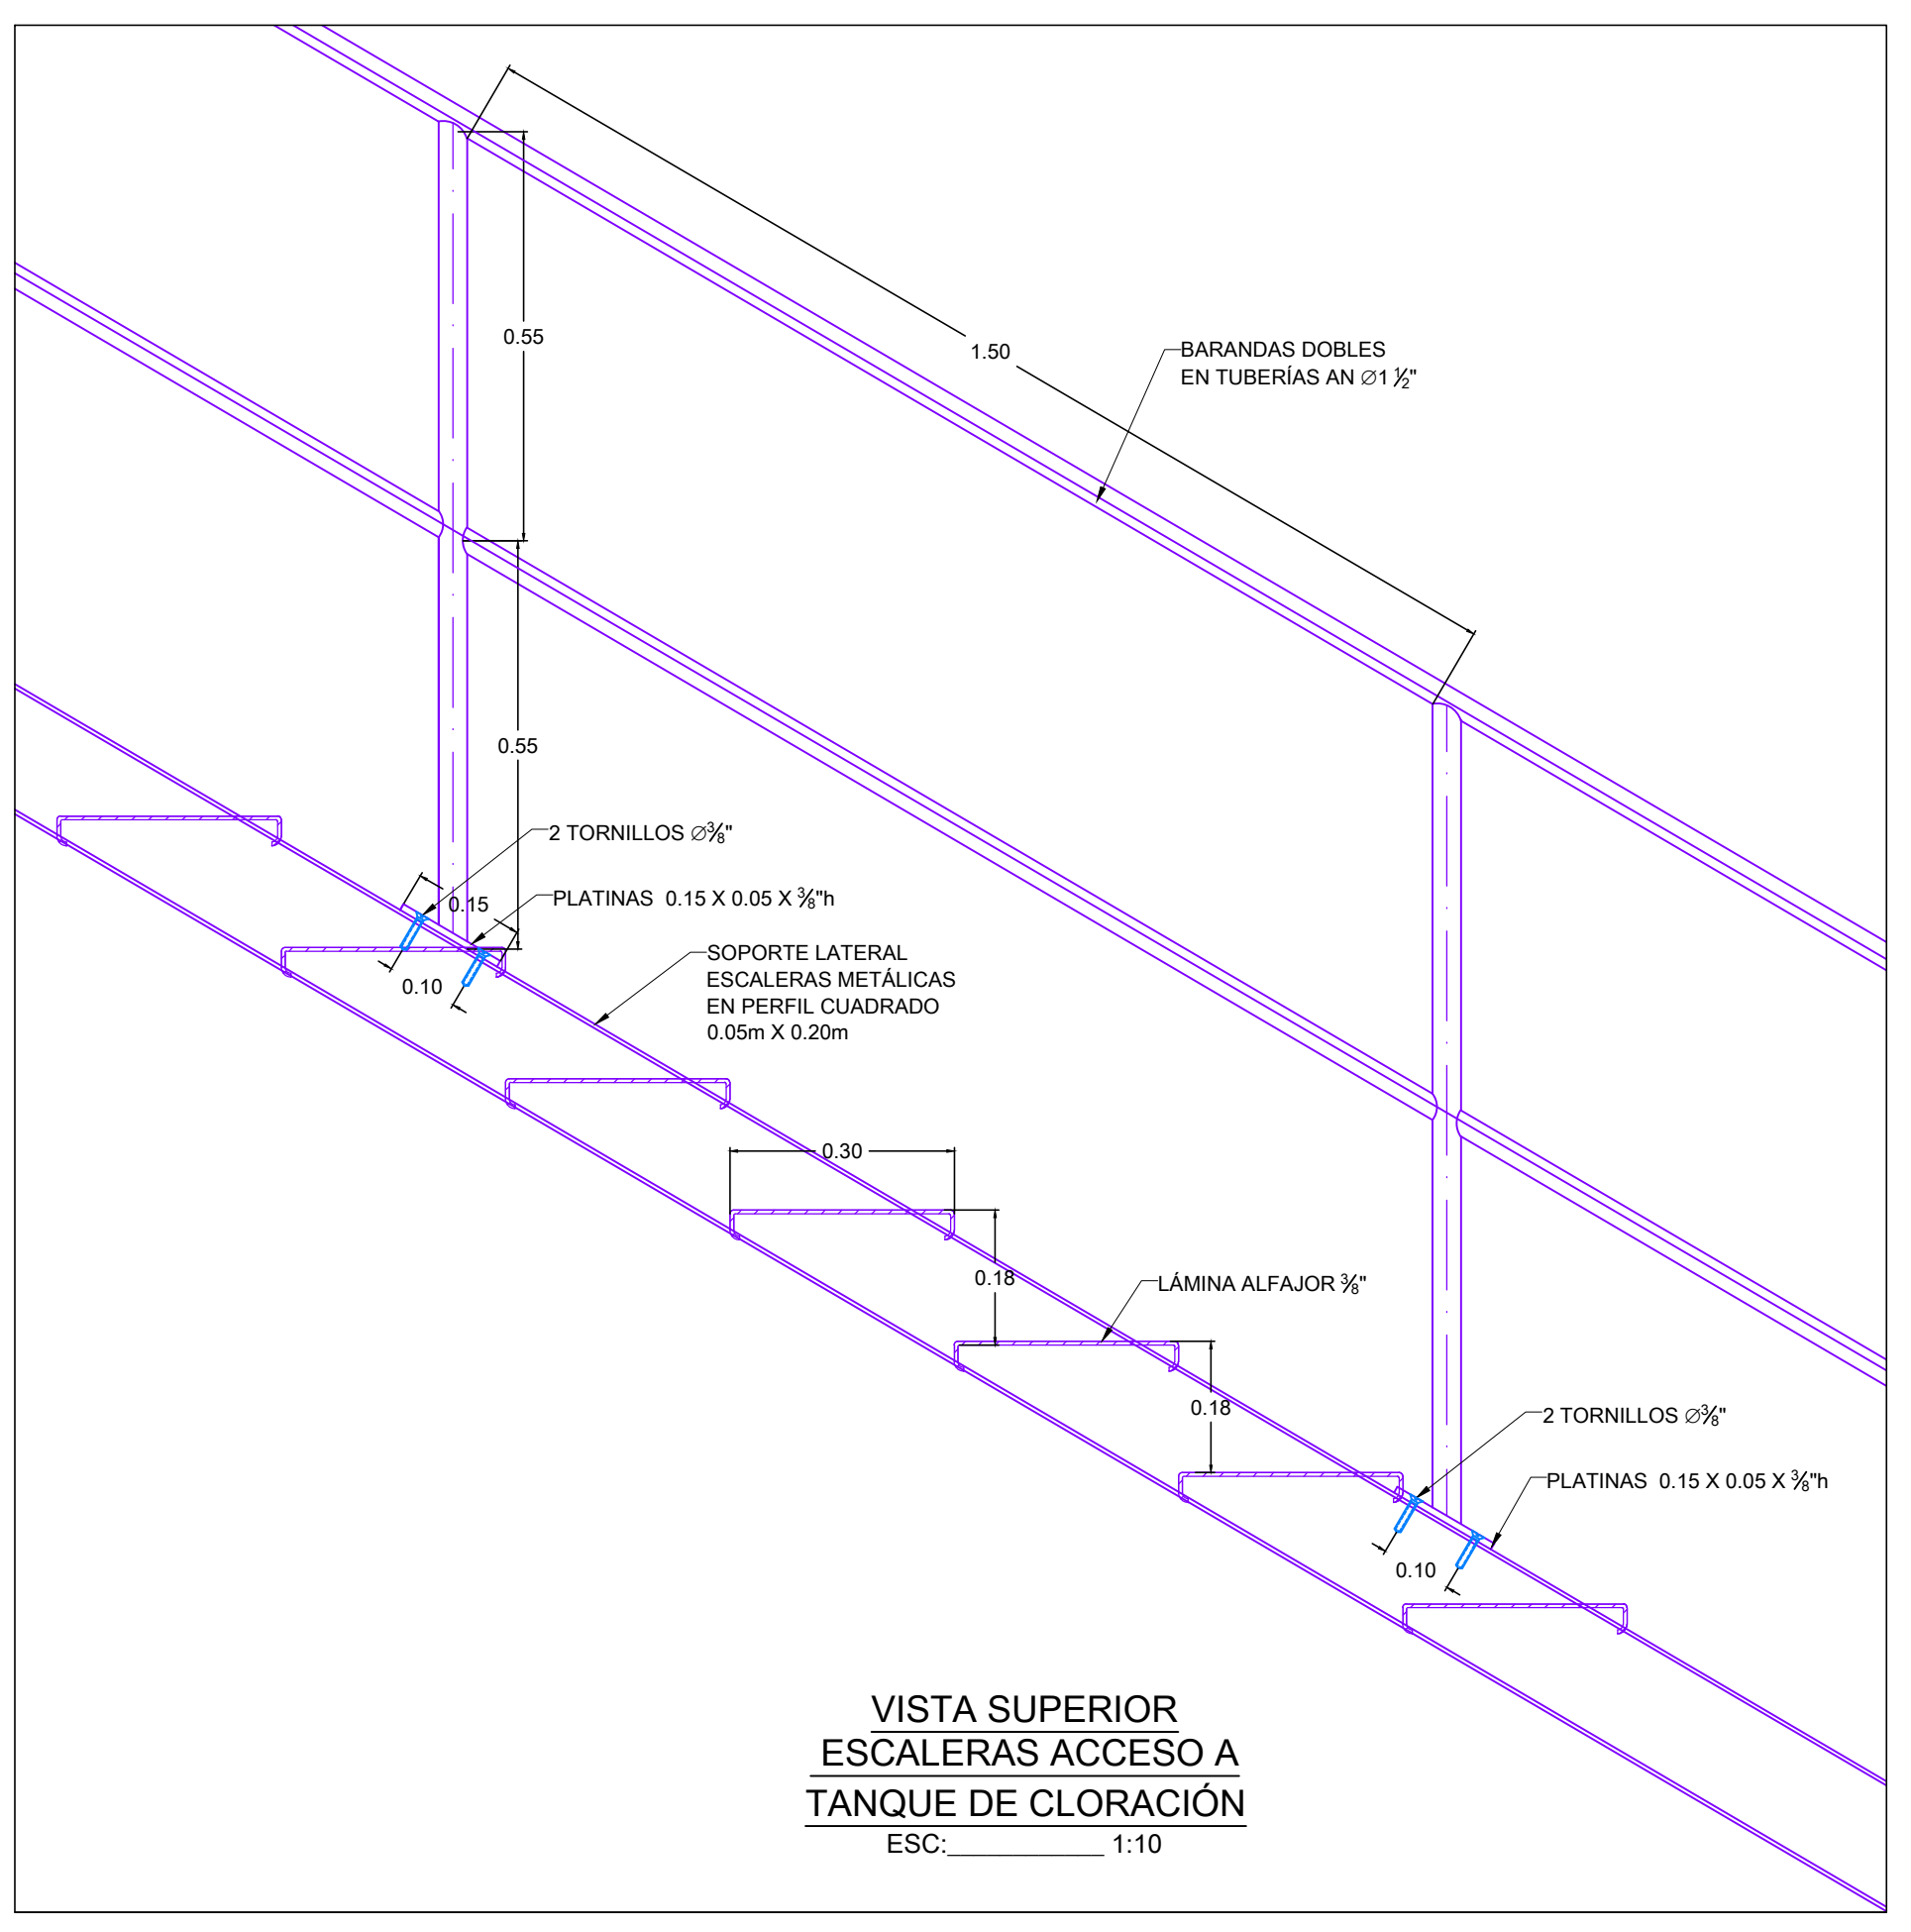 0.55
1.50
BARANDAS DOBLES
EN TUBERÍAS AN ∅1 ½"
0.55
2 TORNILLOS ∅⅜"
0.15
PLATINAS 0.15 X 0.05 X ⅜"h
SOPORTE LATERAL
ESCALERAS METÁLICAS
EN PERFIL CUADRADO
0.05m X 0.20m
0.10
0.30
0.18
LÁMINA ALFAJOR ⅜"
0.18
2 TORNILLOS ∅⅜"
PLATINAS 0.15 X 0.05 X ⅜"h
0.10
VISTA SUPERIOR
ESCALERAS ACCESO A
TANQUE DE CLORACIÓN
ESC:___________ 1:10